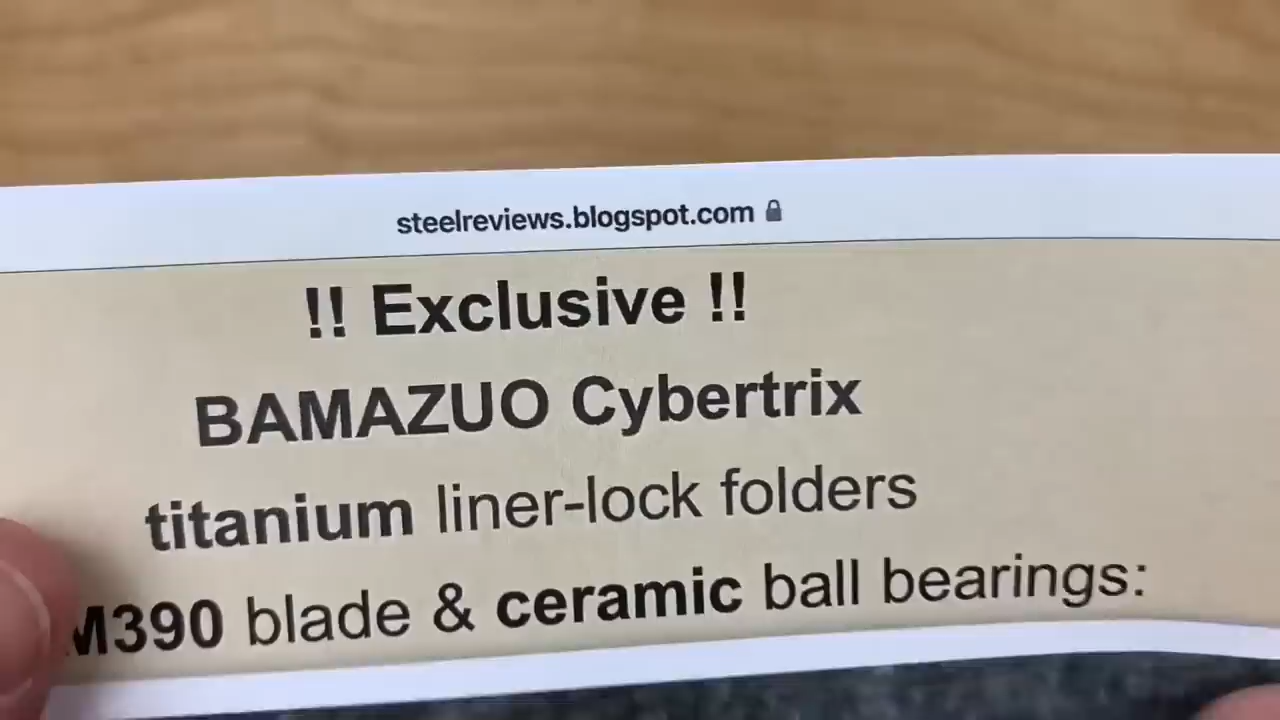 steelreviews.blogspot.com
!! Exclusive !!
BAMAZUO Cybertrix
titanium liner-lock folders
M390 blade & ceramic ball bearings: